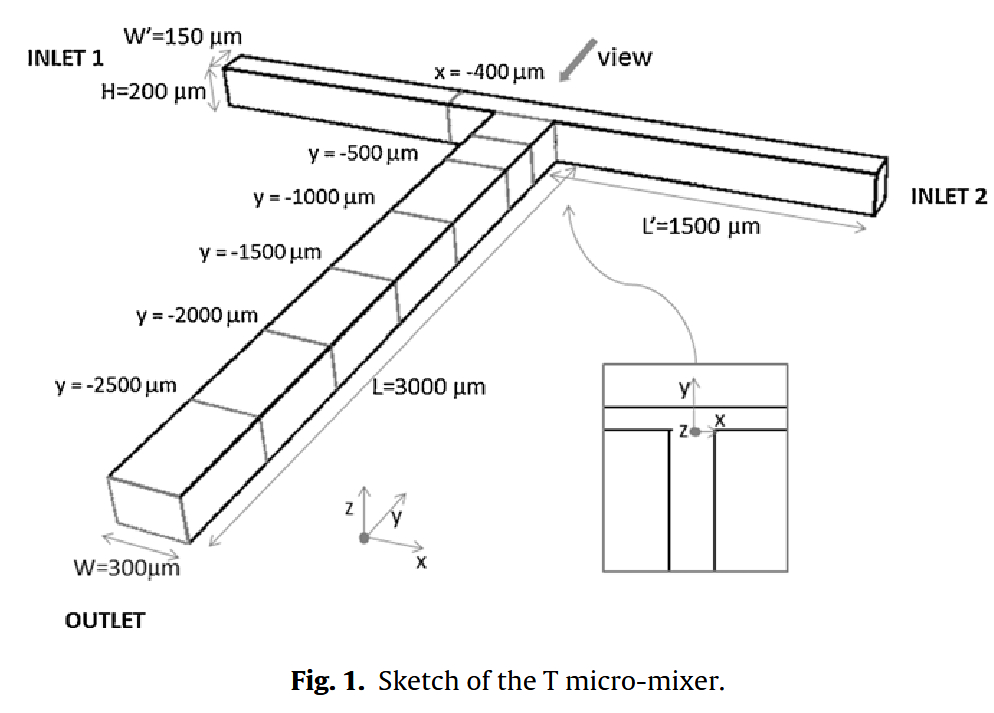 W'=150 µm
INLET 1
x = -400 µm
view
H=200 µm
y = -500 µm
y = -1000 µm
INLET 2
L'=1500 µm
y = -1500 µm
y = -2000 µm
y = -2500 µm
L=3000 µm
y
x
z
z
y
x
W=300µm
OUTLET
Fig. 1. Sketch of the T micro-mixer.